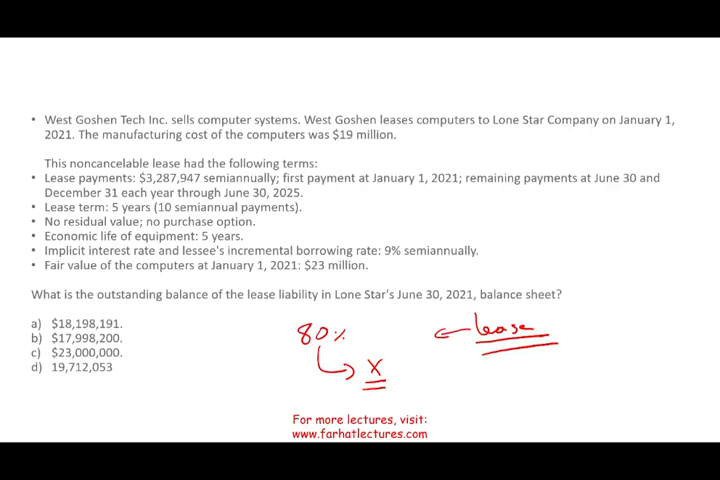 • West Goshen Tech Inc. sells computer systems. West Goshen leases computers to Lone Star Company on January 1,
2021. The manufacturing cost of the computers was $19 million.
This noncancelable lease had the following terms:
• Lease payments: $3,287,947 semiannually; first payment at January 1, 2021; remaining payments at June 30 and
December 31 each year through June 30, 2025.
• Lease term: 5 years (10 semiannual payments).
• No residual value; no purchase option.
• Economic life of equipment: 5 years.
• Implicit interest rate and lessee's incremental borrowing rate: 9% semiannually.
• Fair value of the computers at January 1, 2021: $23 million.
What is the outstanding balance of the lease liability in Lone Star's June 30, 2021, balance sheet?
a) $18,198,191.
b) $17,998,200.
c) $23,000,000.
d) 19,712,053
80%
x
lease
For more lectures, visit:
www.farhatlectures.com